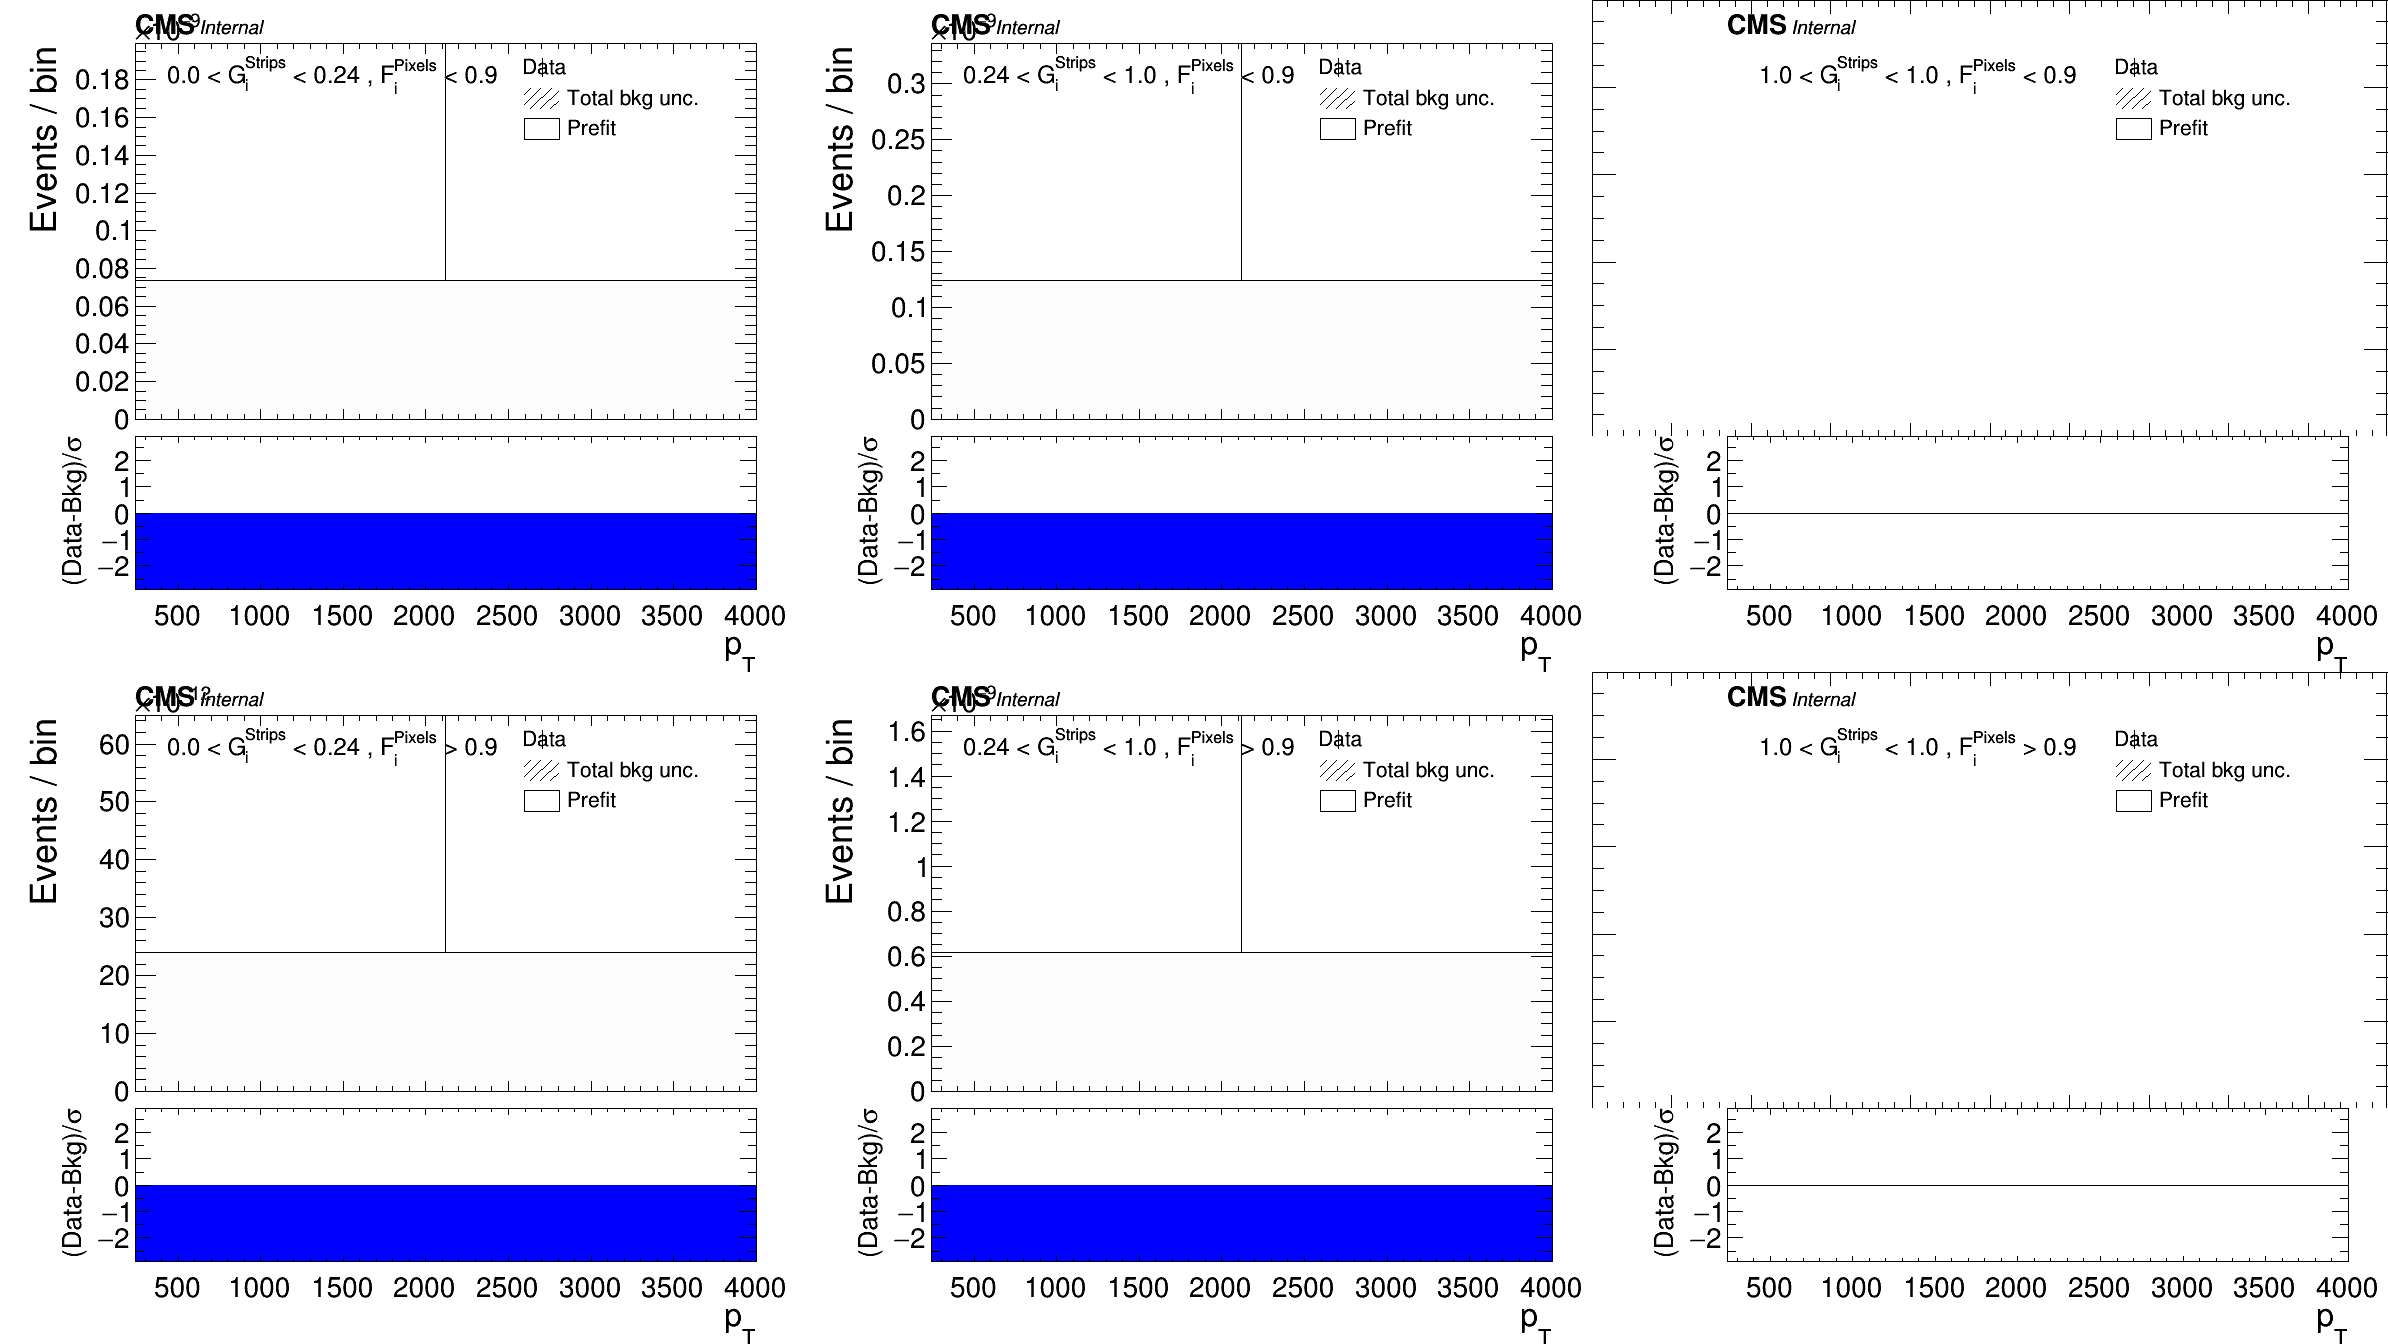 CMS Internal
×10⁹
Events / bin
0.0 < G_i^Strips < 0.24 , F_i^Pixels < 0.9
Data
Total bkg unc.
Prefit
0.18
0.16
0.14
0.12
0.1
0.08
0.06
0.04
0.02
0
(Data-Bkg)/σ
2
1
0
−1
−2
500 1000 1500 2000 2500 3000 3500 4000
p_T
CMS Internal
×10⁹
Events / bin
0.24 < G_i^Strips < 1.0 , F_i^Pixels < 0.9
Data
Total bkg unc.
Prefit
0.3
0.25
0.2
0.15
0.1
0.05
0
(Data-Bkg)/σ
2
1
0
−1
−2
500 1000 1500 2000 2500 3000 3500 4000
p_T
CMS Internal
1.0 < G_i^Strips < 1.0 , F_i^Pixels < 0.9
Data
Total bkg unc.
Prefit
(Data-Bkg)/σ
2
1
0
−1
−2
500 1000 1500 2000 2500 3000 3500 4000
p_T
CMS Internal
Events / bin
0.0 < G_i^Strips < 0.24 , F_i^Pixels > 0.9
Data
Total bkg unc.
Prefit
60
50
40
30
20
10
0
(Data-Bkg)/σ
2
1
0
−1
−2
500 1000 1500 2000 2500 3000 3500 4000
p_T
CMS Internal
×10⁹
Events / bin
0.24 < G_i^Strips < 1.0 , F_i^Pixels > 0.9
Data
Total bkg unc.
Prefit
1.6
1.4
1.2
1
0.8
0.6
0.4
0.2
0
(Data-Bkg)/σ
2
1
0
−1
−2
500 1000 1500 2000 2500 3000 3500 4000
p_T
CMS Internal
1.0 < G_i^Strips < 1.0 , F_i^Pixels > 0.9
Data
Total bkg unc.
Prefit
(Data-Bkg)/σ
2
1
0
−1
−2
500 1000 1500 2000 2500 3000 3500 4000
p_T